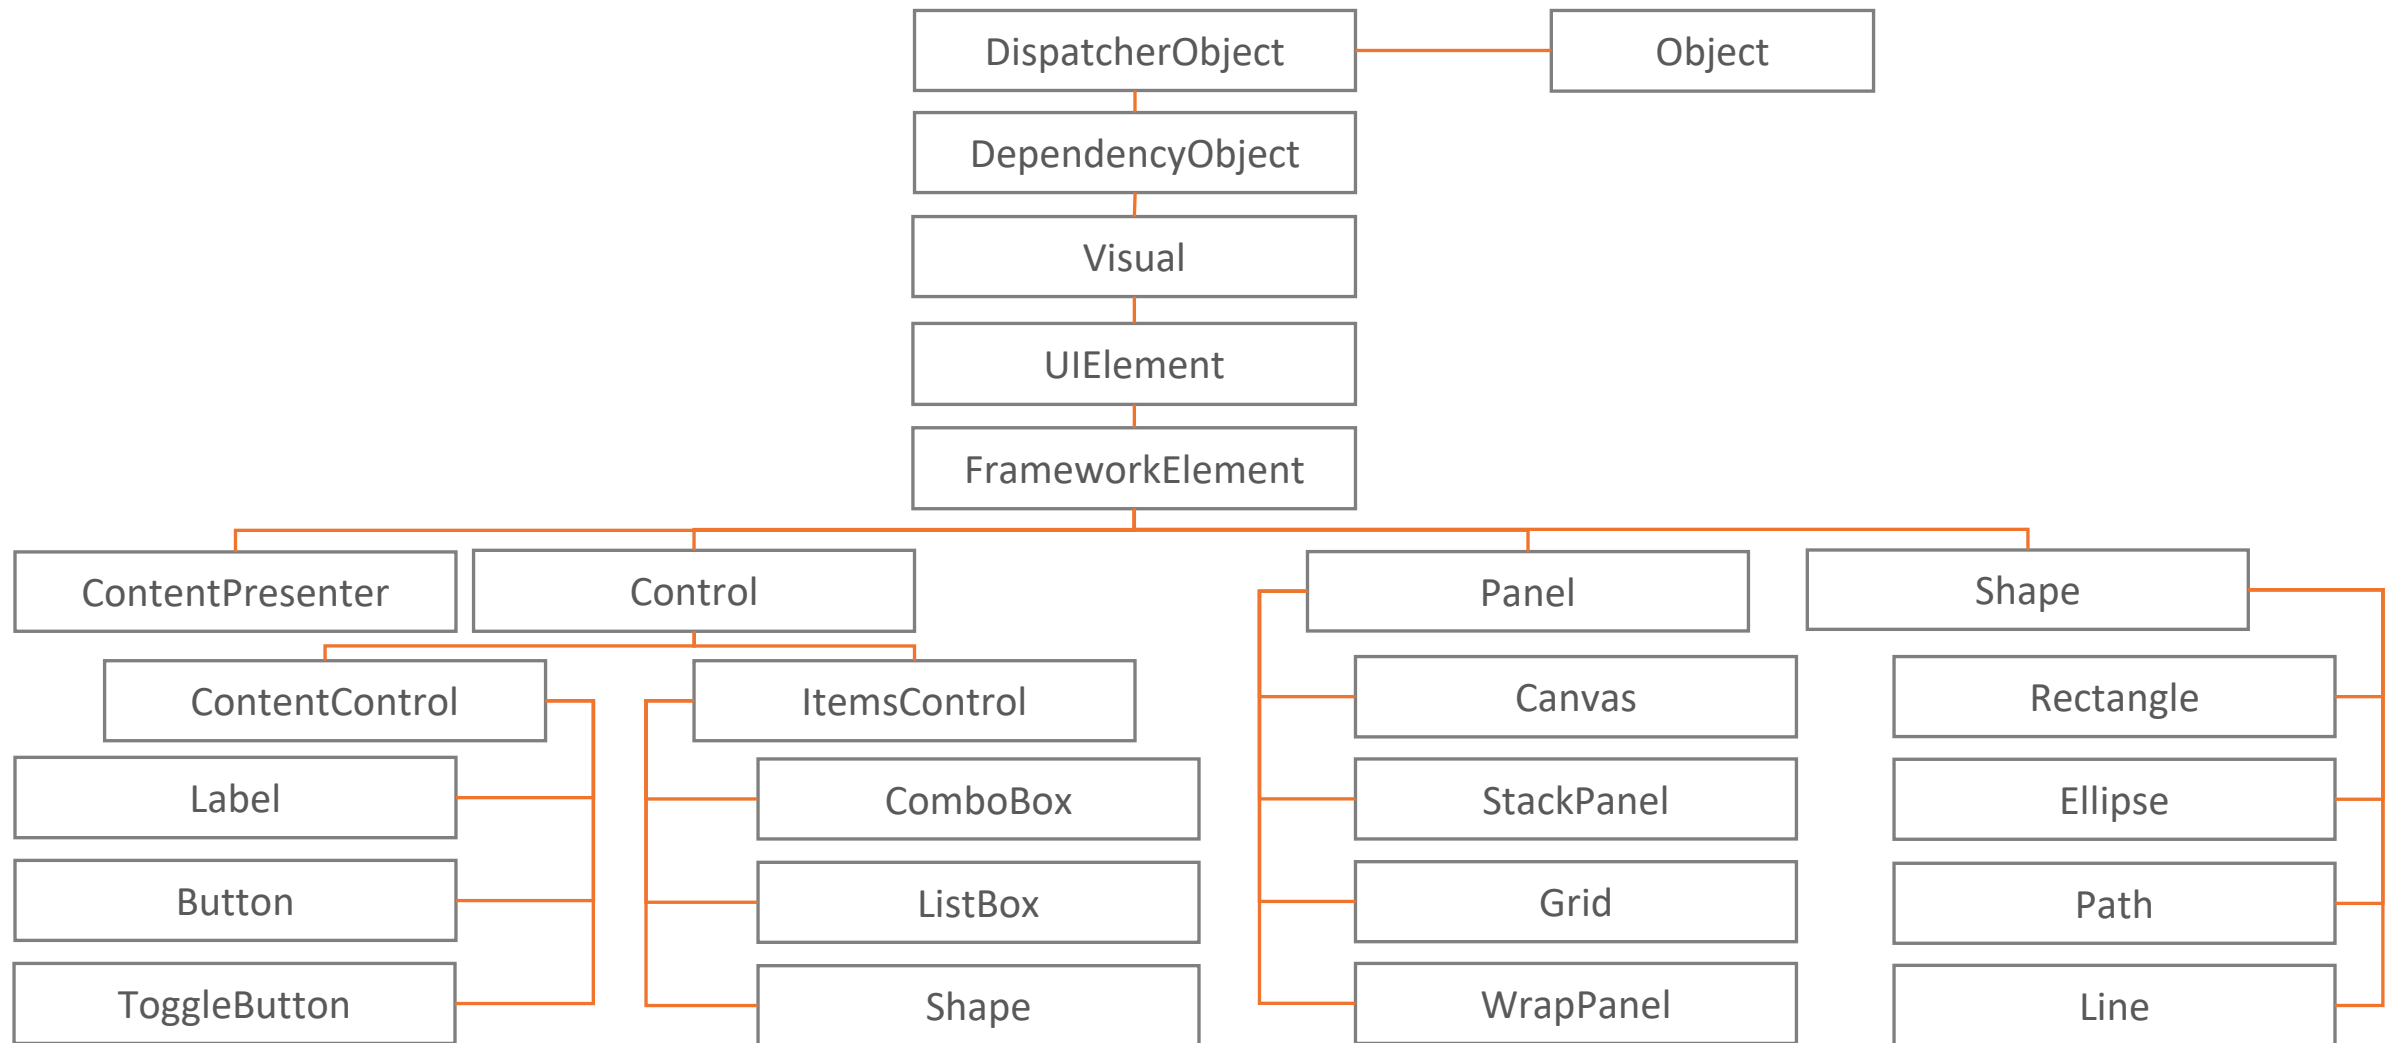 DispatcherObject
Object
DependencyObject
Visual
UIElement
FrameworkElement
ContentPresenter
Control
Panel
Shape
ContentControl
ItemsControl
Canvas
Rectangle
Label
ComboBox
StackPanel
Ellipse
Button
ListBox
Grid
Path
ToggleButton
Shape
WrapPanel
Line